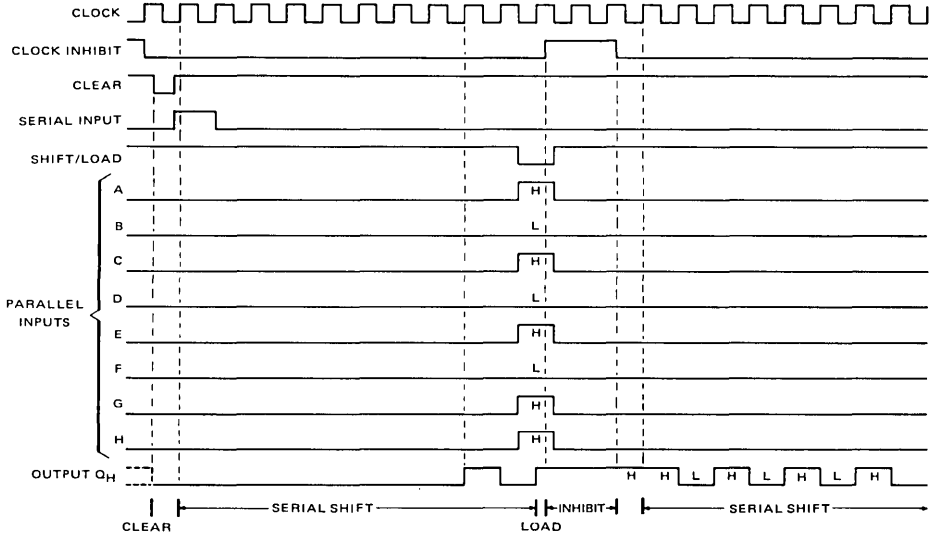 CLOCK
CLOCK INHIBIT
CLEAR
SERIAL INPUT
SHIFT/LOAD
PARALLEL
INPUTS
A H
B L
C H
D L
E H
F L
G H
H H
OUTPUT QH H H L H L H L H
SERIAL SHIFT INHIBIT SERIAL SHIFT
CLEAR LOAD